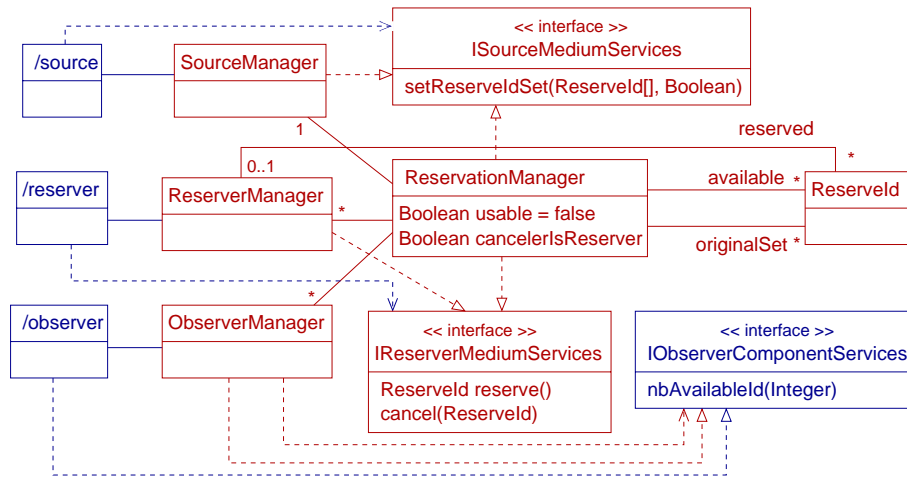 << interface >>
ISourceMediumServices
setReserveIdSet(ReserveId[], Boolean)
/source
SourceManager
1
reserved
0..1
*
/reserver
ReserverManager
*
ReservationManager
Boolean usable = false
Boolean cancelerIsReserver
available
*
originalSet
*
ReserveId
*
/observer
ObserverManager
<< interface >>
IReserverMediumServices
ReserveId reserve()
cancel(ReserveId)
<< interface >>
IObserverComponentServices
nbAvailableId(Integer)